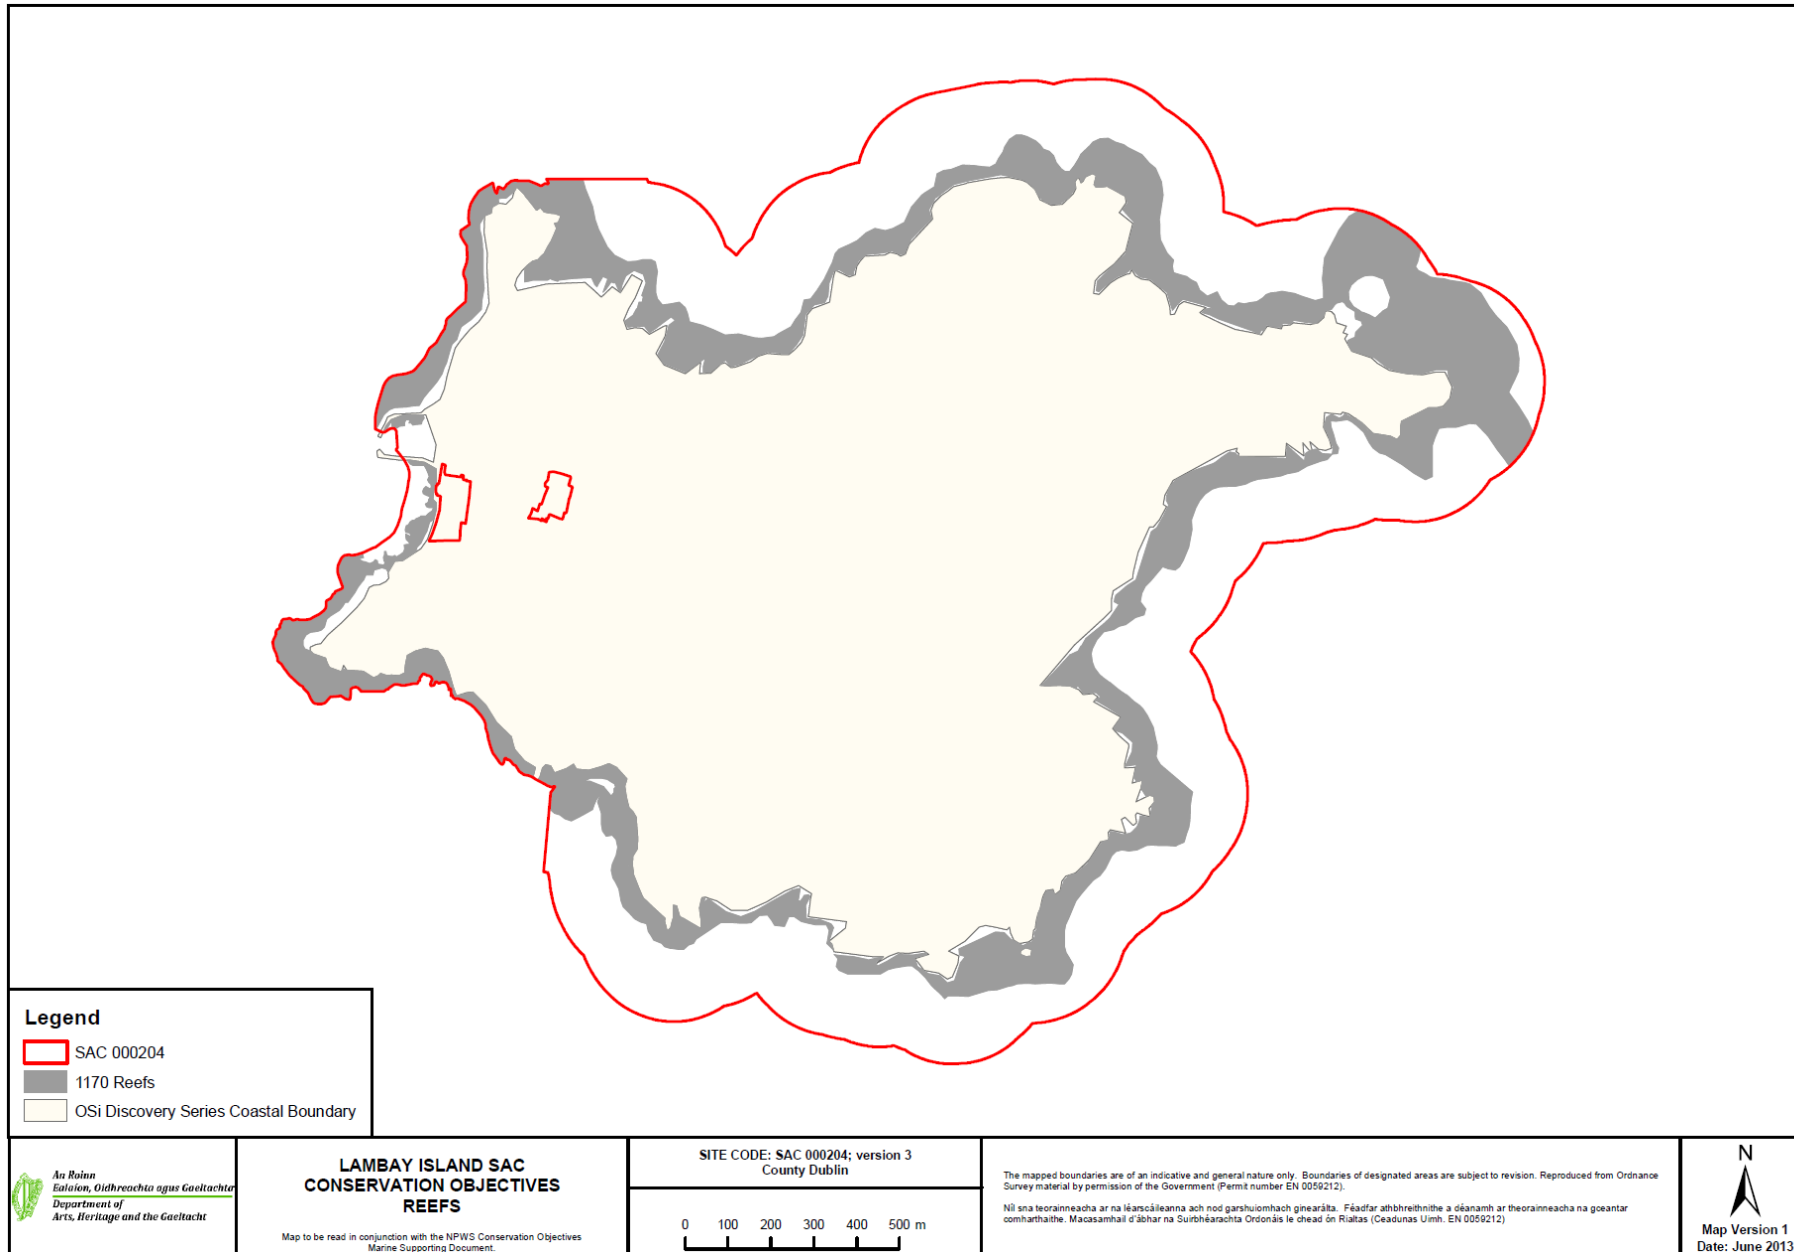 Legend
SAC 000204
1170 Reefs
OSi Discovery Series Coastal Boundary
An Roinn
Ealaíon, Oidhreachta agus Gaeltachta
Department of
Arts, Heritage and the Gaeltacht
LAMBAY ISLAND SAC
CONSERVATION OBJECTIVES
REEFS
Map to be read in conjunction with the NPWS Conservation Objectives
Marine Supporting Document.
SITE CODE: SAC 000204; version 3
County Dublin
0 100 200 300 400 500 m
The mapped boundaries are of an indicative and general nature only. Boundaries of designated areas are subject to revision. Reproduced from Ordnance
Survey material by permission of the Government (Permit number EN 0059212).
Níl sna teorainneacha ar na léarscáileanna ach nod garshuiomhach ginearálta. Féadfar athbhreithnithe a déanamh ar theorainneacha na gceantar
comharthaithe. Macasamhail d'ábhar na Suirbhéarachta Ordonáis le chead ón Rialtas (Ceadunas Uimh. EN 0059212)
N
Map Version 1
Date: June 2013